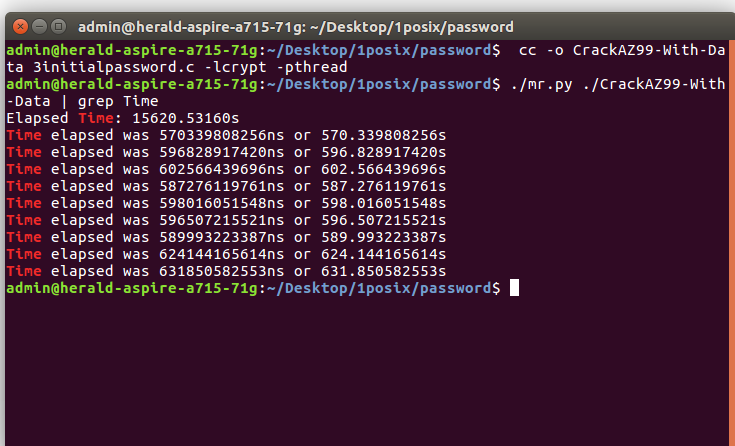 admin@herald-aspire-a715-71g: ~/Desktop/1posix/password
admin@herald-aspire-a715-71g:~/Desktop/1posix/password$  cc -o CrackAZ99-With-Da
ta 3initialpassword.c -lcrypt -pthread
admin@herald-aspire-a715-71g:~/Desktop/1posix/password$ ./mr.py ./CrackAZ99-With
-Data | grep Time
Elapsed Time: 15620.53160s
Time elapsed was 570339808256ns or 570.339808256s
Time elapsed was 596828917420ns or 596.828917420s
Time elapsed was 602566439696ns or 602.566439696s
Time elapsed was 587276119761ns or 587.276119761s
Time elapsed was 598016051548ns or 598.016051548s
Time elapsed was 596507215521ns or 596.507215521s
Time elapsed was 589993223387ns or 589.993223387s
Time elapsed was 624144165614ns or 624.144165614s
Time elapsed was 631850582553ns or 631.850582553s
admin@herald-aspire-a715-71g:~/Desktop/1posix/password$